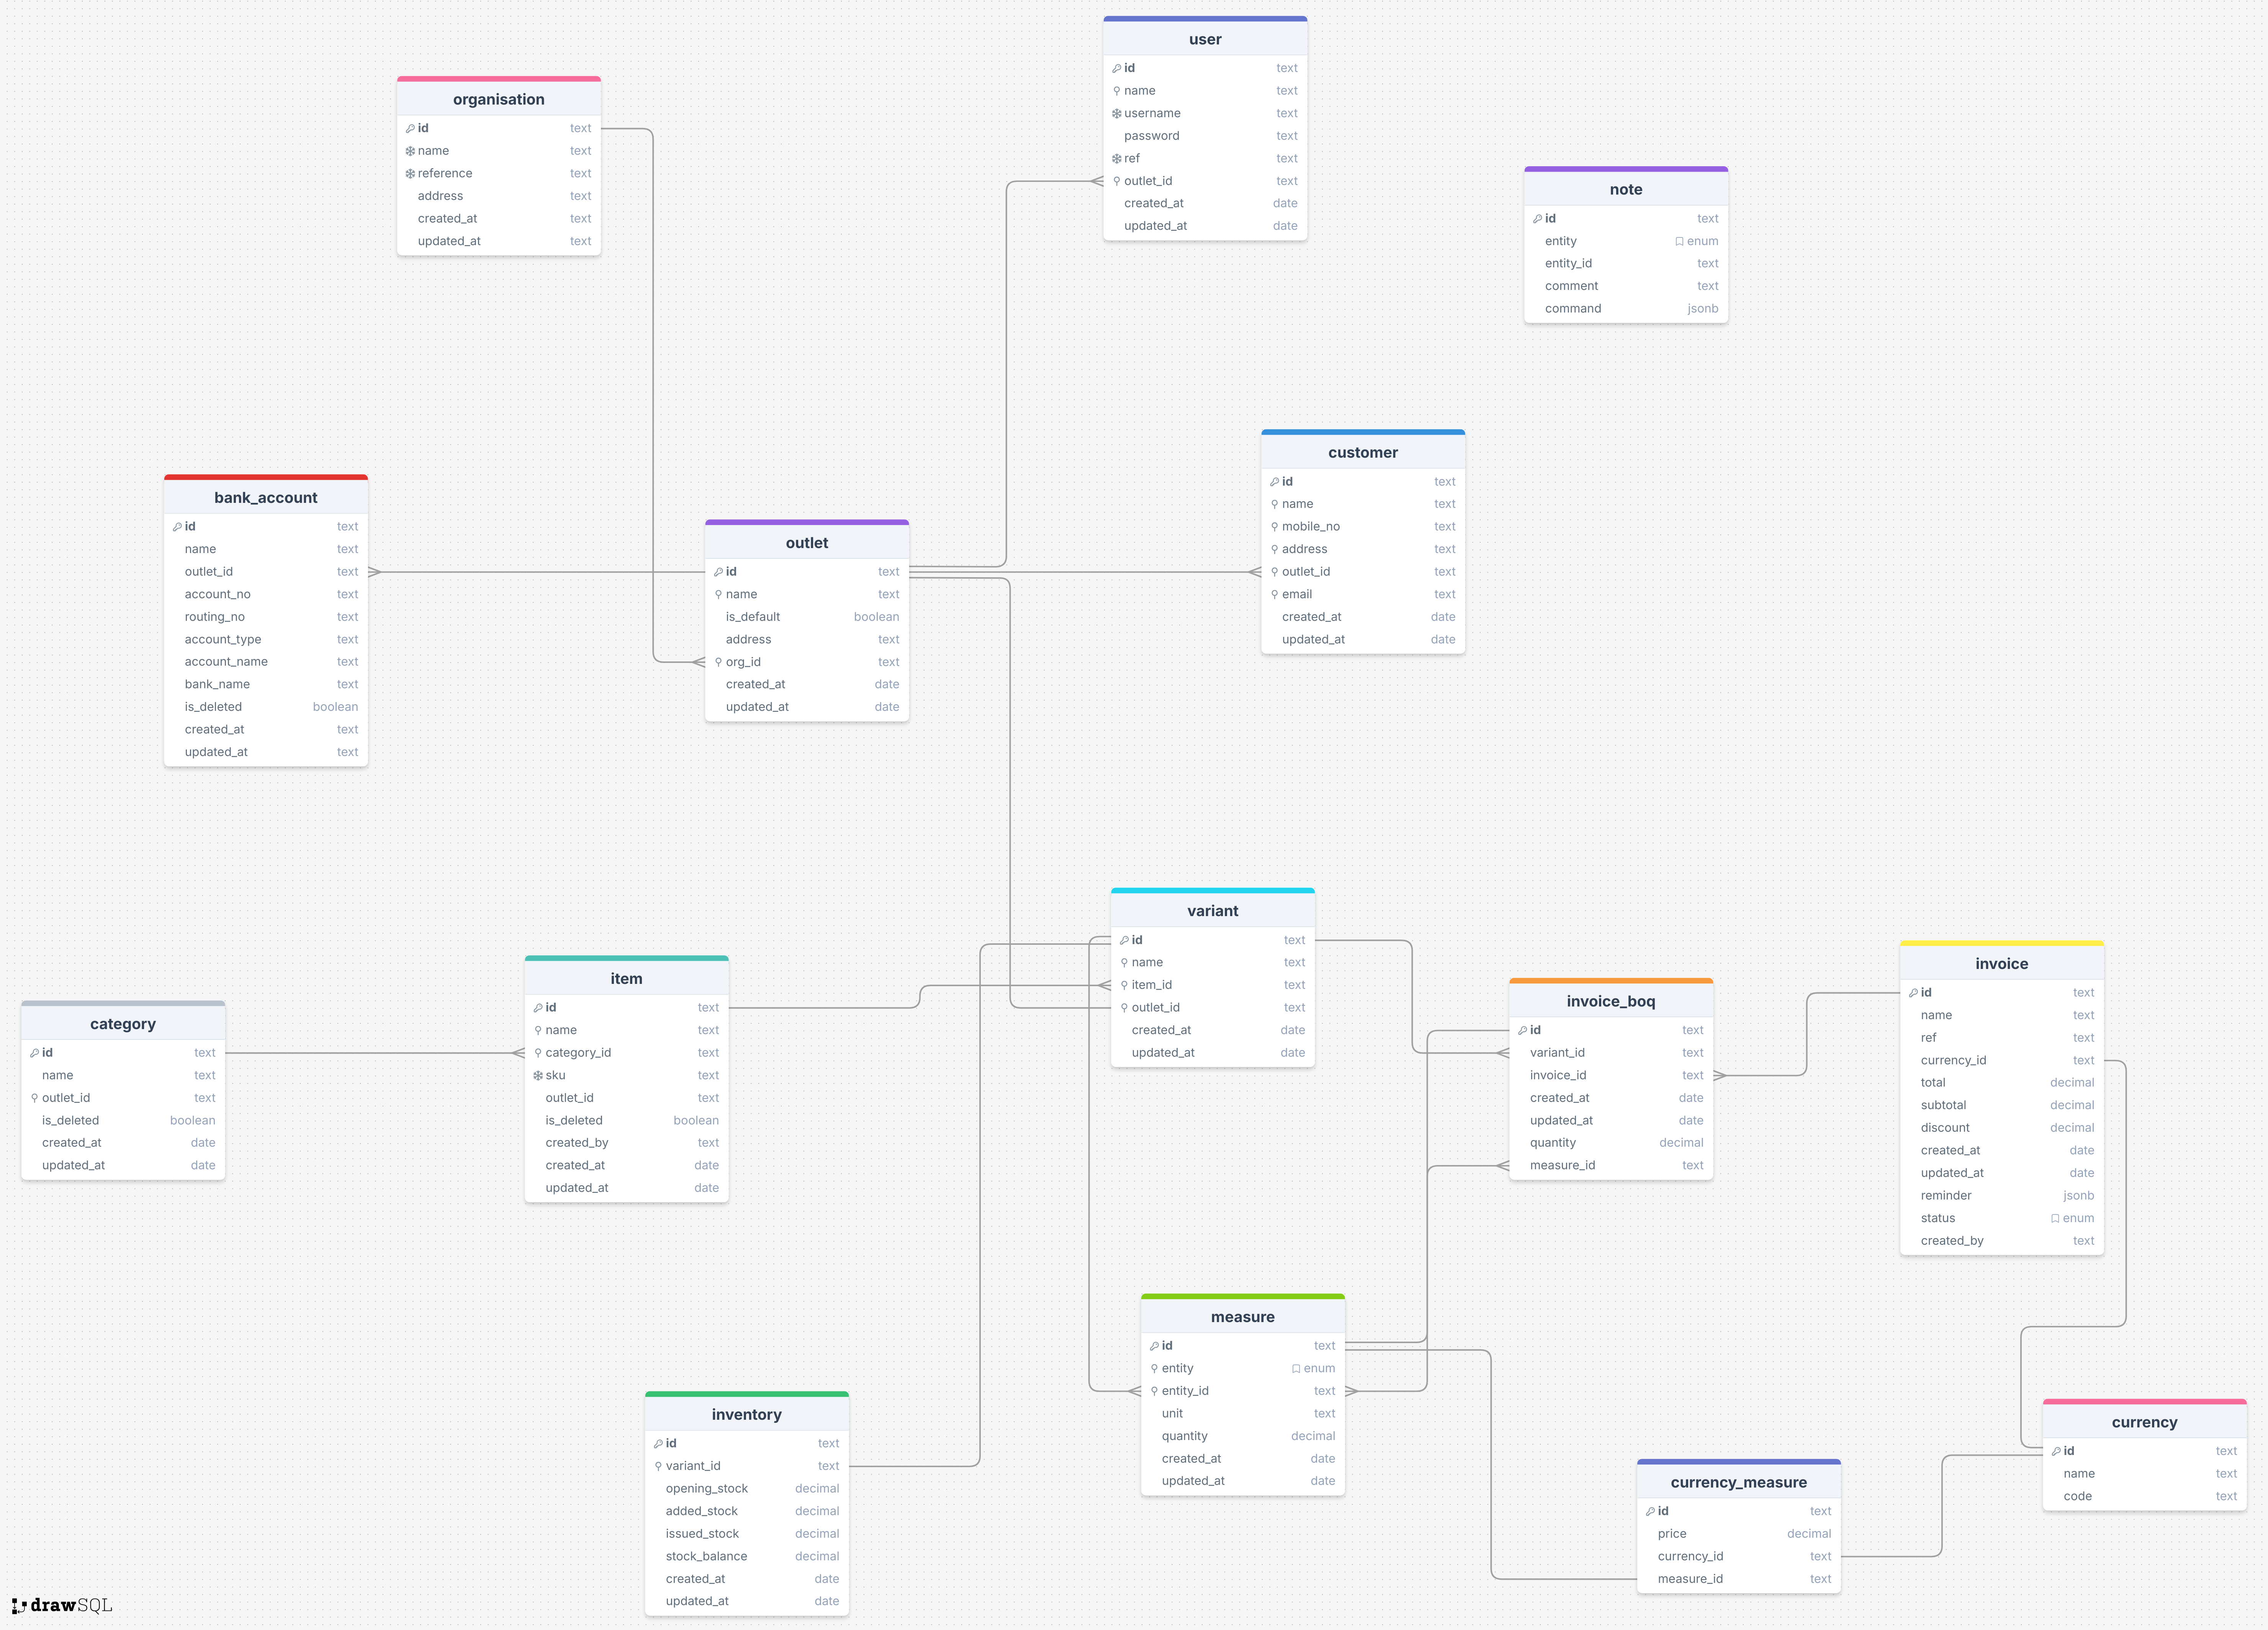 user
id text
name text
username text
password text
ref text
outlet_id text
created_at date
updated_at date
organisation
id text
name text
reference text
address text
created_at text
updated_at text
note
id text
entity enum
entity_id text
comment text
command jsonb
customer
id text
name text
mobile_no text
address text
outlet_id text
email text
created_at date
updated_at date
bank_account
id text
name text
outlet_id text
account_no text
routing_no text
account_type text
account_name text
bank_name text
is_deleted boolean
created_at text
updated_at text
outlet
id text
name text
is_default boolean
address text
org_id text
created_at date
updated_at date
variant
id text
name text
item_id text
outlet_id text
created_at date
updated_at date
item
id text
name text
category_id text
sku text
outlet_id text
is_deleted boolean
created_by text
created_at date
updated_at date
category
id text
name text
outlet_id text
is_deleted boolean
created_at date
updated_at date
invoice_boq
id text
variant_id text
invoice_id text
created_at date
updated_at date
quantity decimal
measure_id text
invoice
id text
name text
ref text
currency_id text
total decimal
subtotal decimal
discount decimal
created_at date
updated_at date
reminder jsonb
status enum
created_by text
measure
id text
entity enum
entity_id text
unit text
quantity decimal
created_at date
updated_at date
inventory
id text
variant_id text
opening_stock decimal
added_stock decimal
issued_stock decimal
stock_balance decimal
created_at date
updated_at date
currency
id text
name text
code text
currency_measure
id text
price decimal
currency_id text
measure_id text
drawSQL